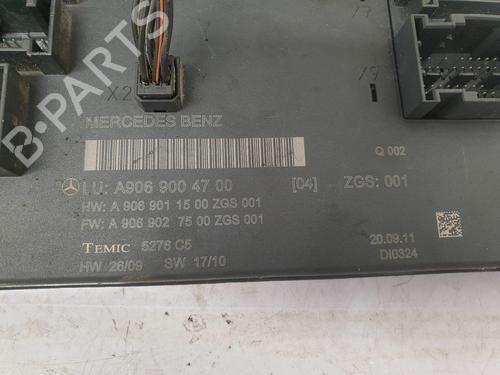 B-PARTS
X2
MERCEDES BENZ
Q 002
LU: A906 900 47 00 [04] ZGS: 001
HW: A 906 901 15 00 ZGS 001
FW: A 906 902 75 00 ZGS 001
TEMIC 5276 C5
20.09.11
HW 26/09 SW 17/10
DI0324